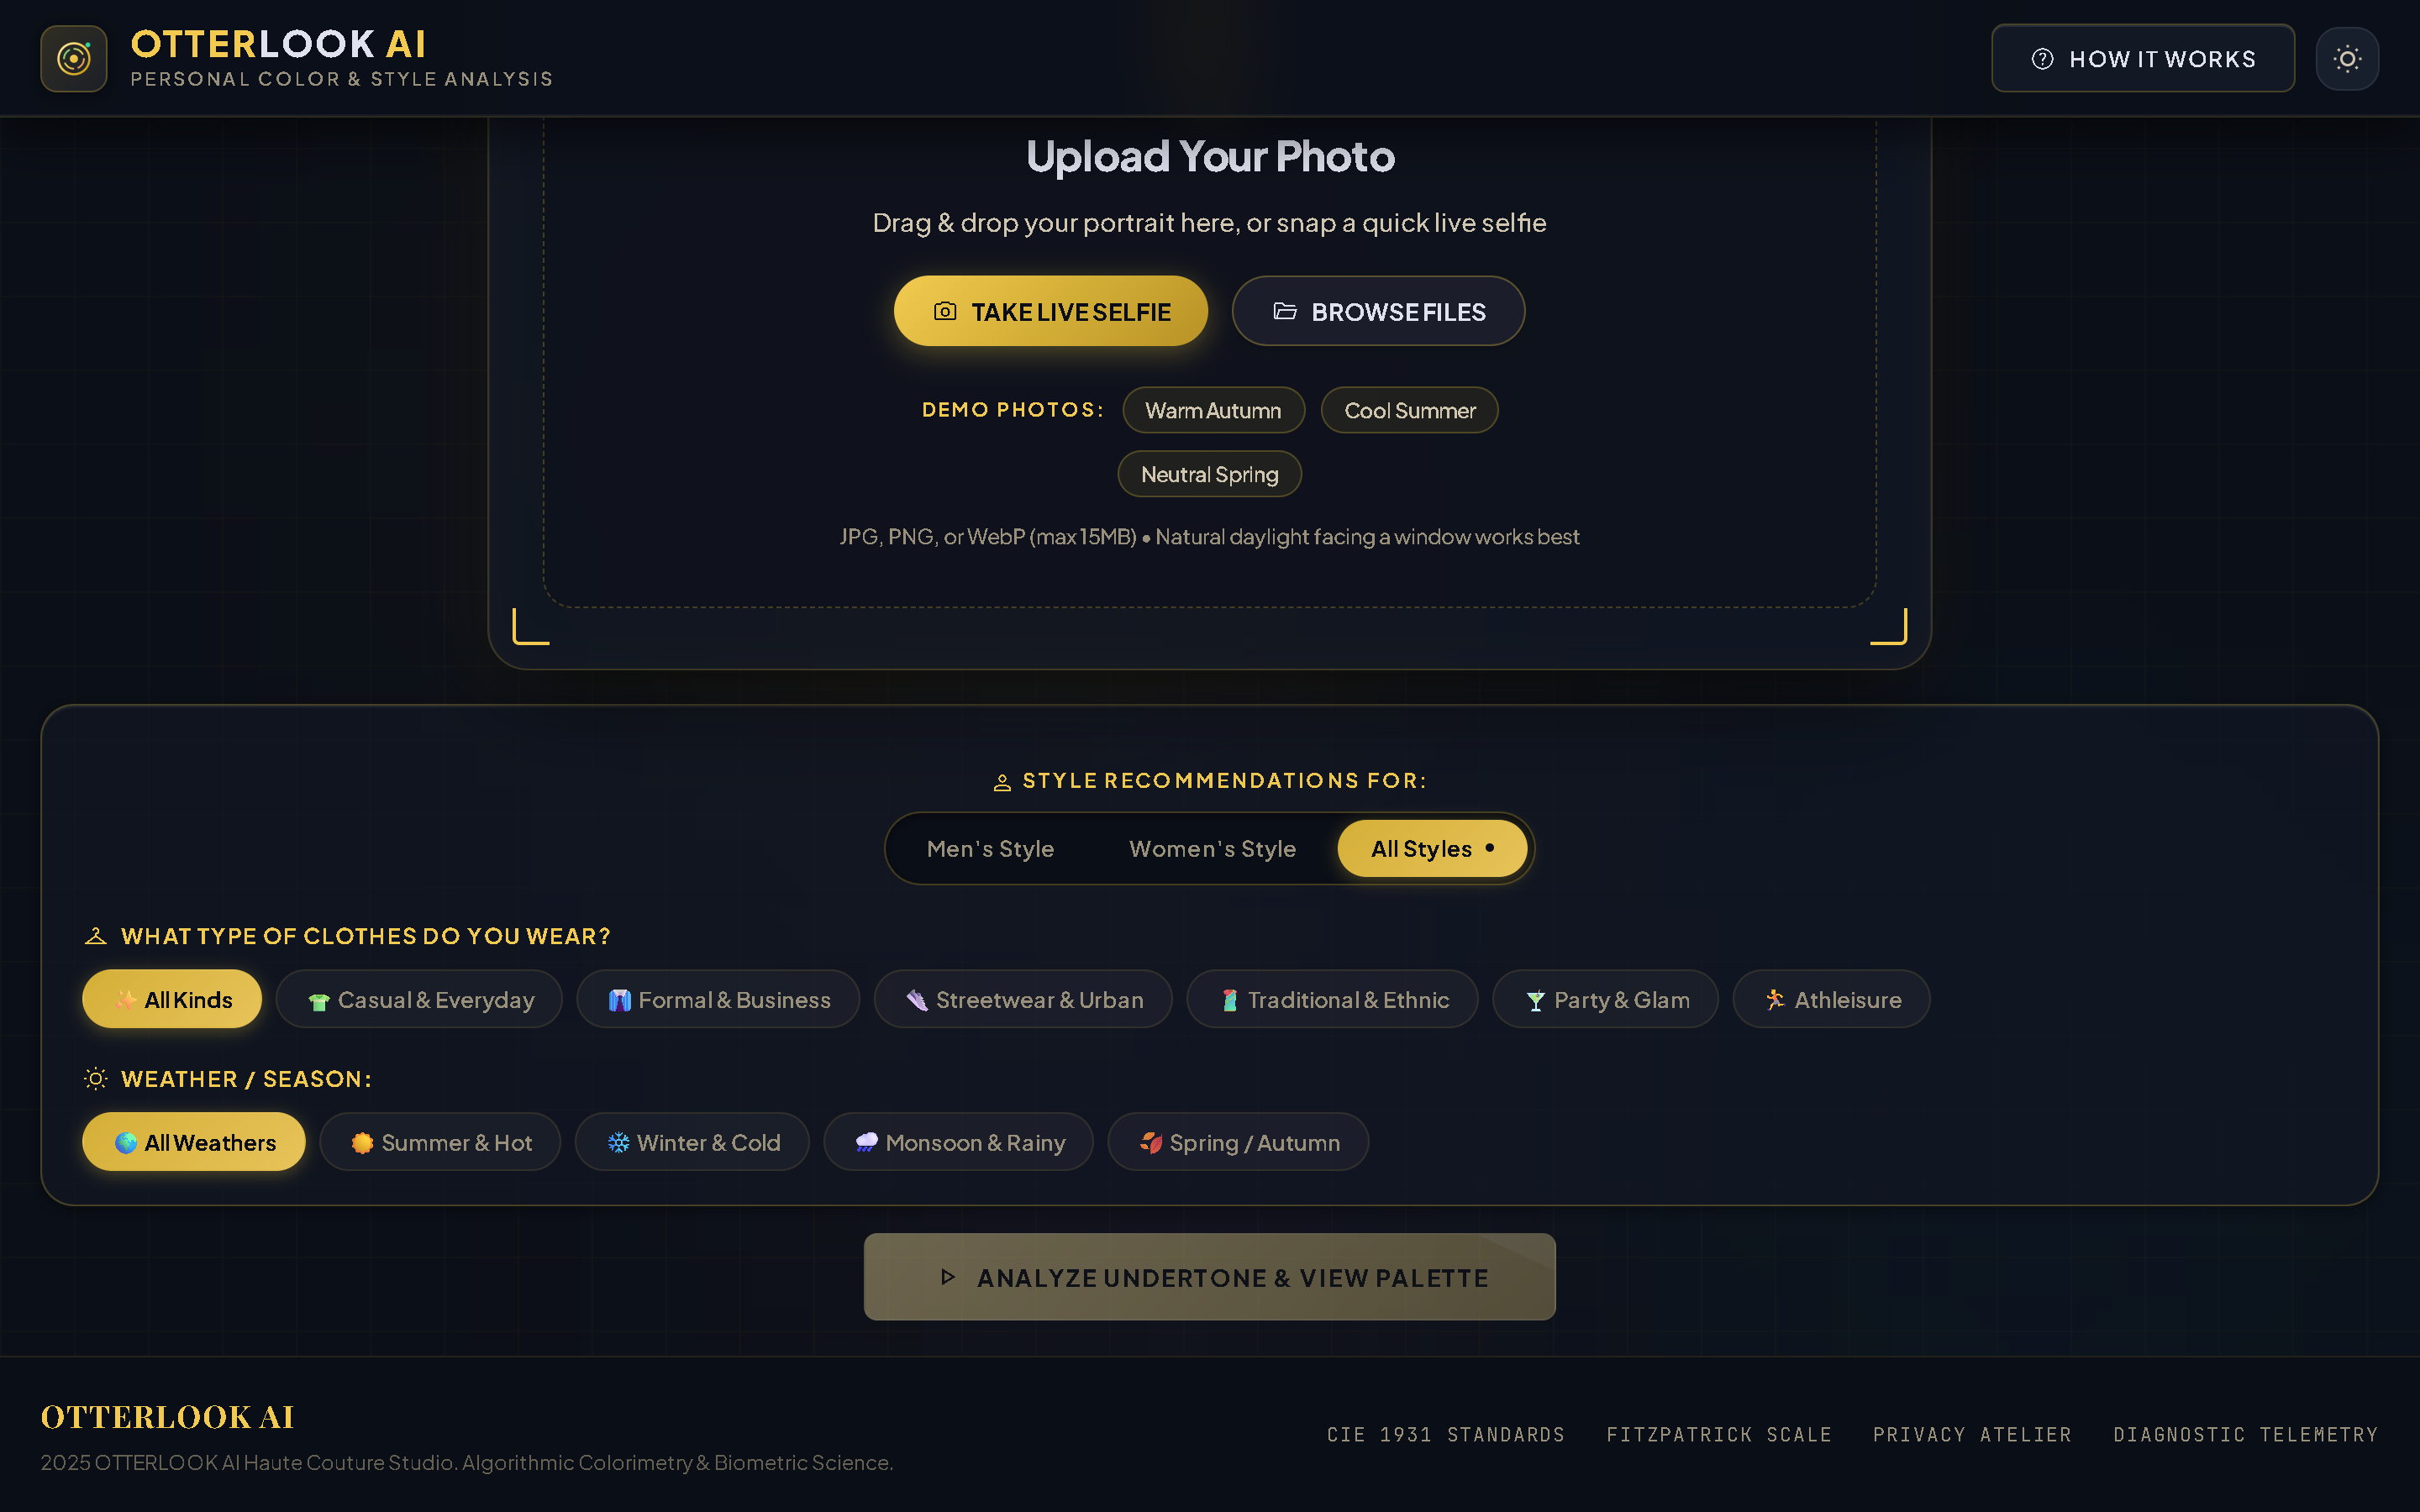 OTTERLOOK AI
PERSONAL COLOR & STYLE ANALYSIS
HOW IT WORKS
Upload Your Photo
Drag & drop your portrait here, or snap a quick live selfie
TAKE LIVE SELFIE
BROWSE FILES
DEMO PHOTOS:
Warm Autumn
Cool Summer
Neutral Spring
JPG, PNG, or WebP (max 15MB) • Natural daylight facing a window works best
STYLE RECOMMENDATIONS FOR:
Men's Style
Women's Style
All Styles •
WHAT TYPE OF CLOTHES DO YOU WEAR?
✨ All Kinds
👚 Casual & Everyday
👔 Formal & Business
👟 Streetwear & Urban
🥻 Traditional & Ethnic
🍸 Party & Glam
🏃 Athleisure
WEATHER / SEASON:
🌍 All Weathers
☀️ Summer & Hot
❄️ Winter & Cold
🌧️ Monsoon & Rainy
🍂 Spring / Autumn
ANALYZE UNDERTONE & VIEW PALETTE
OTTERLOOK AI
2025 OTTERLOOK AI Haute Couture Studio. Algorithmic Colorimetry & Biometric Science.
CIE 1931 STANDARDS
FITZPATRICK SCALE
PRIVACY ATELIER
DIAGNOSTIC TELEMETRY